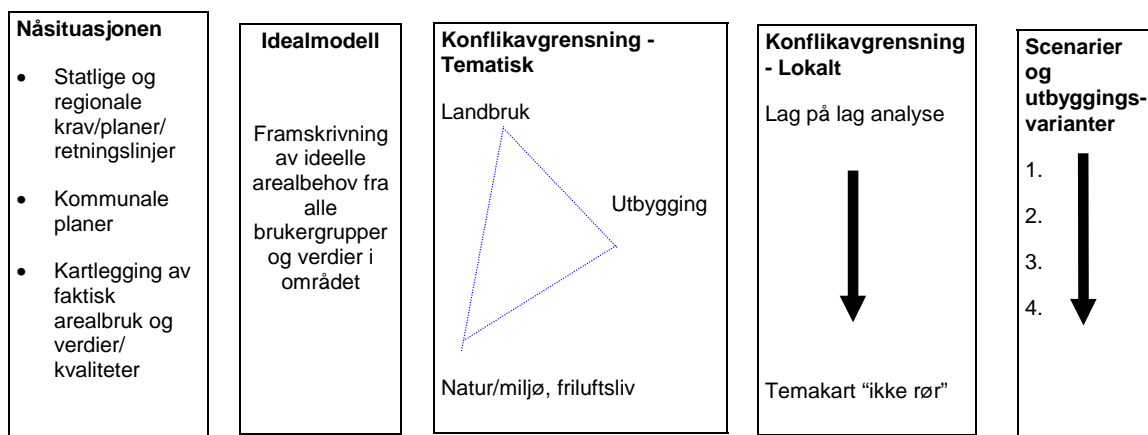 Nåsituasjonen
• Statlige og
regionale
krav/planer/
retningslinjer
• Kommunale
planer
• Kartlegging av
faktisk
arealbruk og
verdier/
kvaliteter
Idealmodell
Framskrivning
av ideelle
arealbehov fra
alle
brukergrupper
og verdier i
området
Konflikavgrensning -
Tematisk
Landbruk
Utbygging
Natur/miljø, friluftsliv
Konflikavgrensning
- Lokalt
Lag på lag analyse
Temakart “ikke rør”
Scenarier
og
utbyggings-
varianter
1.
2.
3.
4.